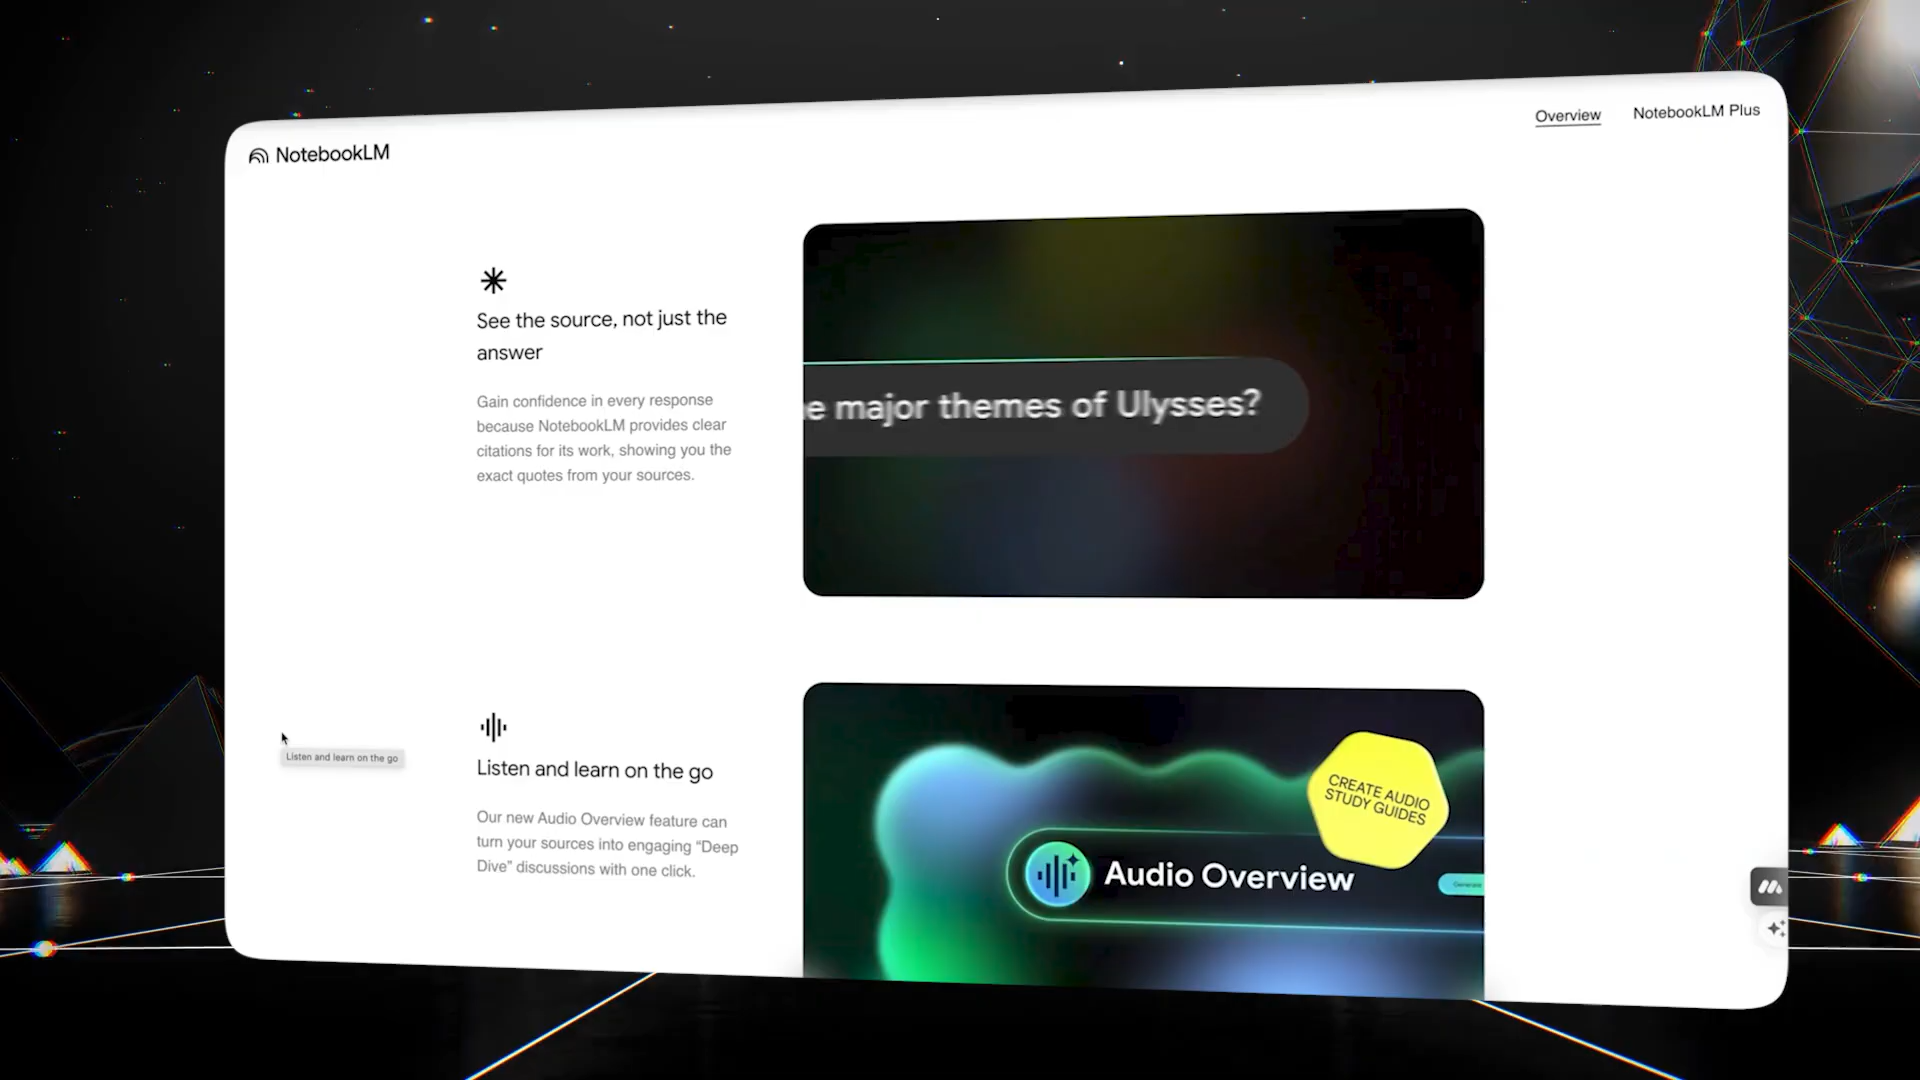 NotebookLM
Overview
NotebookLM Plus
See the source, not just the
answer
Gain confidence in every response
because NotebookLM provides clear
citations for its work, showing you the
exact quotes from your sources.
major themes of Ulysses?
Listen and learn on the go
Listen and learn on the go
Our new Audio Overview feature can
turn your sources into engaging “Deep
Dive” discussions with one click.
CREATE AUDIO
STUDY GUIDES
Audio Overview
Generate